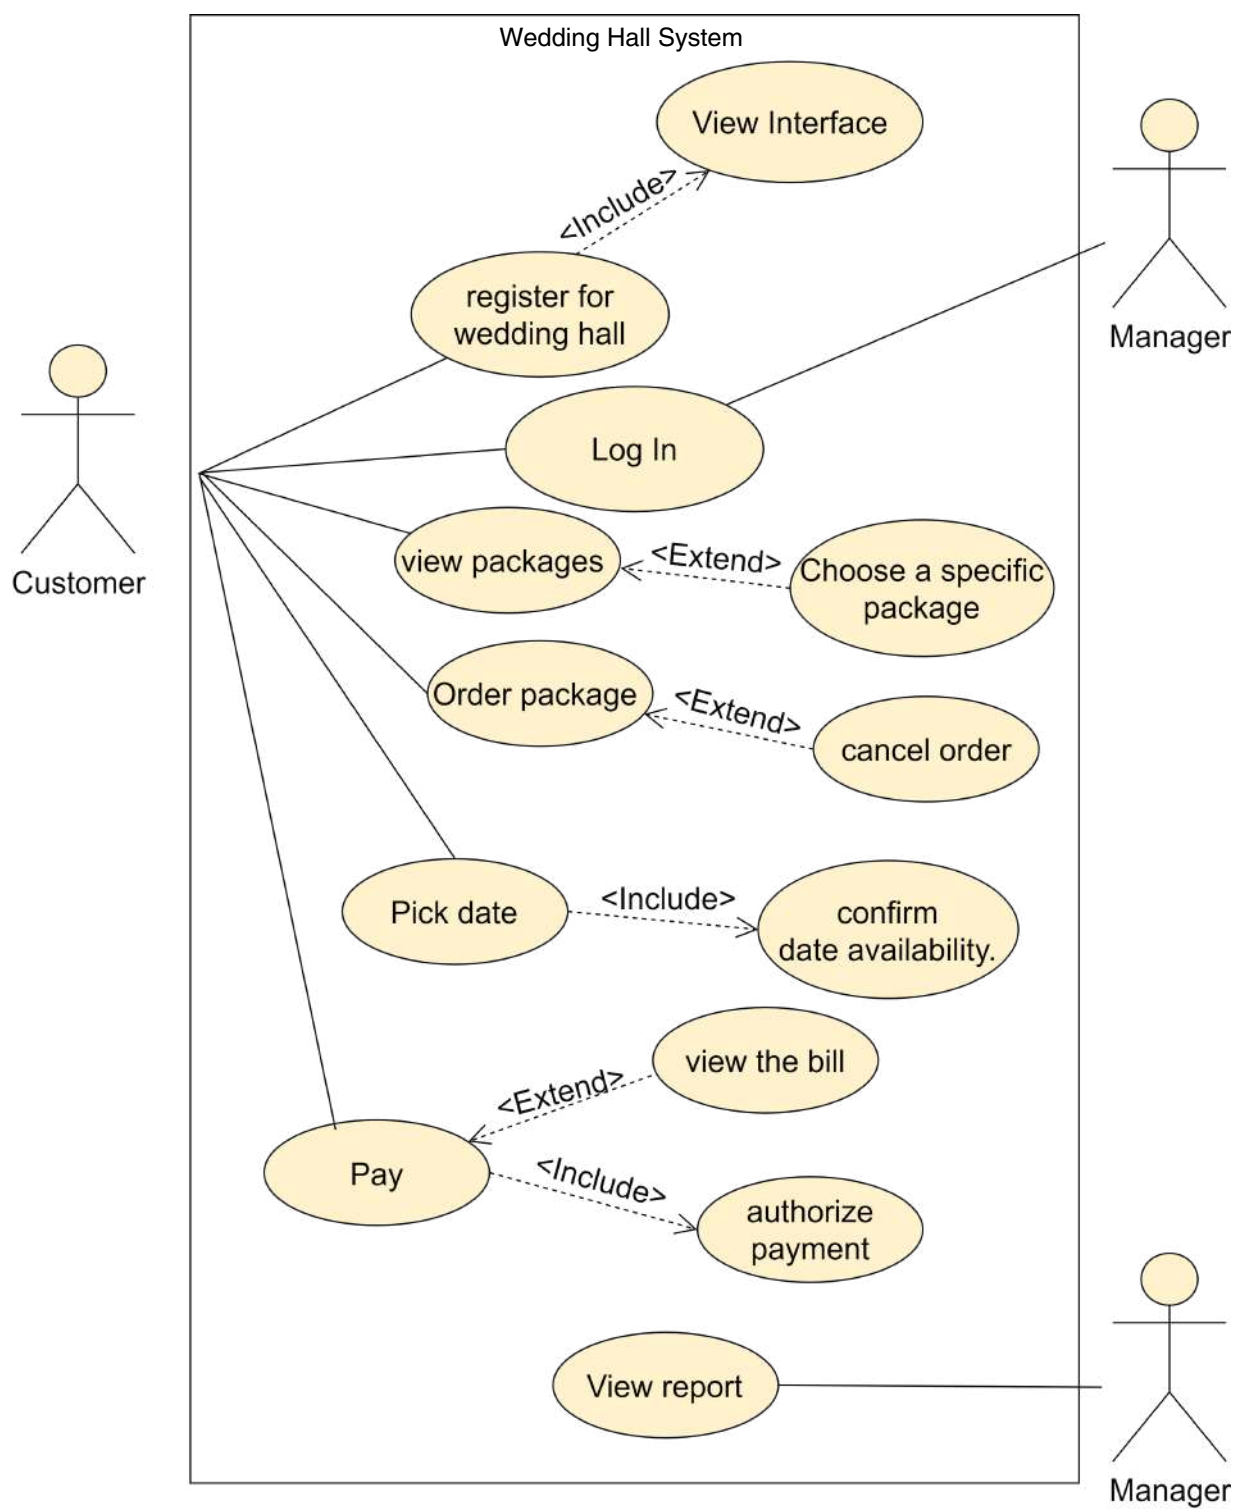 Wedding Hall System
View Interface
<Include>
register for
wedding hall
Manager
Log In
Customer
view packages
<Extend>
Choose a specific
package
Order package
<Extend>
cancel order
Pick date
<Include>
confirm
date availability.
view the bill
<Extend>
Pay
<Include>
authorize
payment
View report
Manager